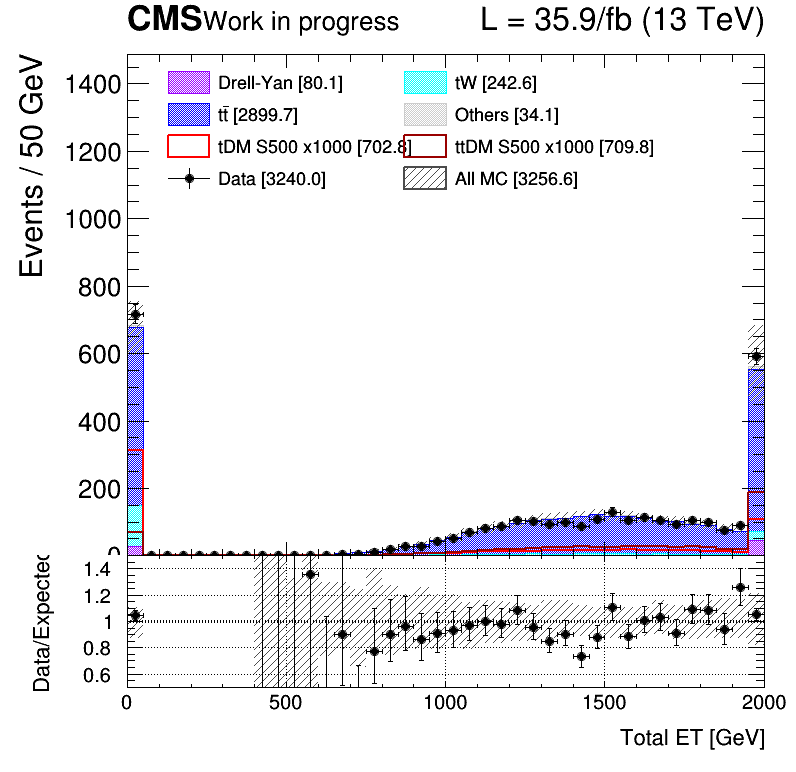 CMS Work in progress L = 35.9/fb (13 TeV)
Events / 50 GeV
1400
1200
1000
800
600
400
200
0
Drell-Yan [80.1] tW [242.6]
tt̄ [2899.7] Others [34.1]
tDM S500 x1000 [702.8] ttDM S500 x1000 [709.8]
Data [3240.0] All MC [3256.6]
Data/Expected
1.4
1.2
1
0.8
0.6
0 500 1000 1500 2000
Total ET [GeV]